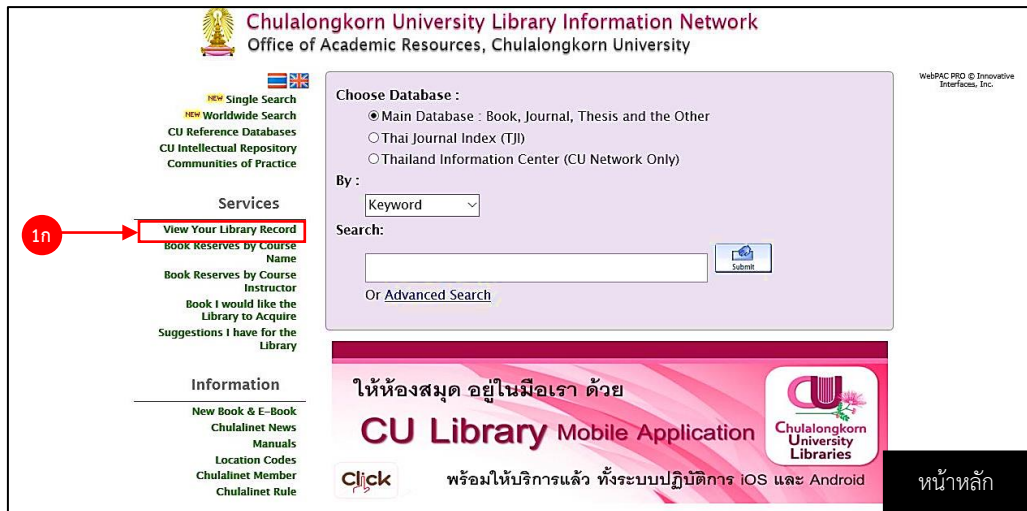 Chulalongkorn University Library Information Network
Office of Academic Resources, Chulalongkorn University
WebPAC PRO © Innovative
Interfaces, Inc.
NEW Single Search
NEW Worldwide Search
CU Reference Databases
CU Intellectual Repository
Communities of Practice
Services
1ก
View Your Library Record
Book Reserves by Course
Name
Book Reserves by Course
Instructor
Book I would like the
Library to Acquire
Suggestions I have for the
Library
Information
New Book & E-Book
Chulalinet News
Manuals
Location Codes
Chulalinet Member
Chulalinet Rule
Choose Database :
Main Database : Book, Journal, Thesis and the Other
Thai Journal Index (TJI)
Thailand Information Center (CU Network Only)
By :
Keyword
Search:
Submit
Or Advanced Search
ให้ห้องสมุด อยู่ในมือเรา ด้วย
CU Library Mobile Application
Chulalongkorn
University
Libraries
Click
พร้อมให้บริการแล้ว ทั้งระบบปฏิบัติการ iOS และ Android
หน้าหลัก